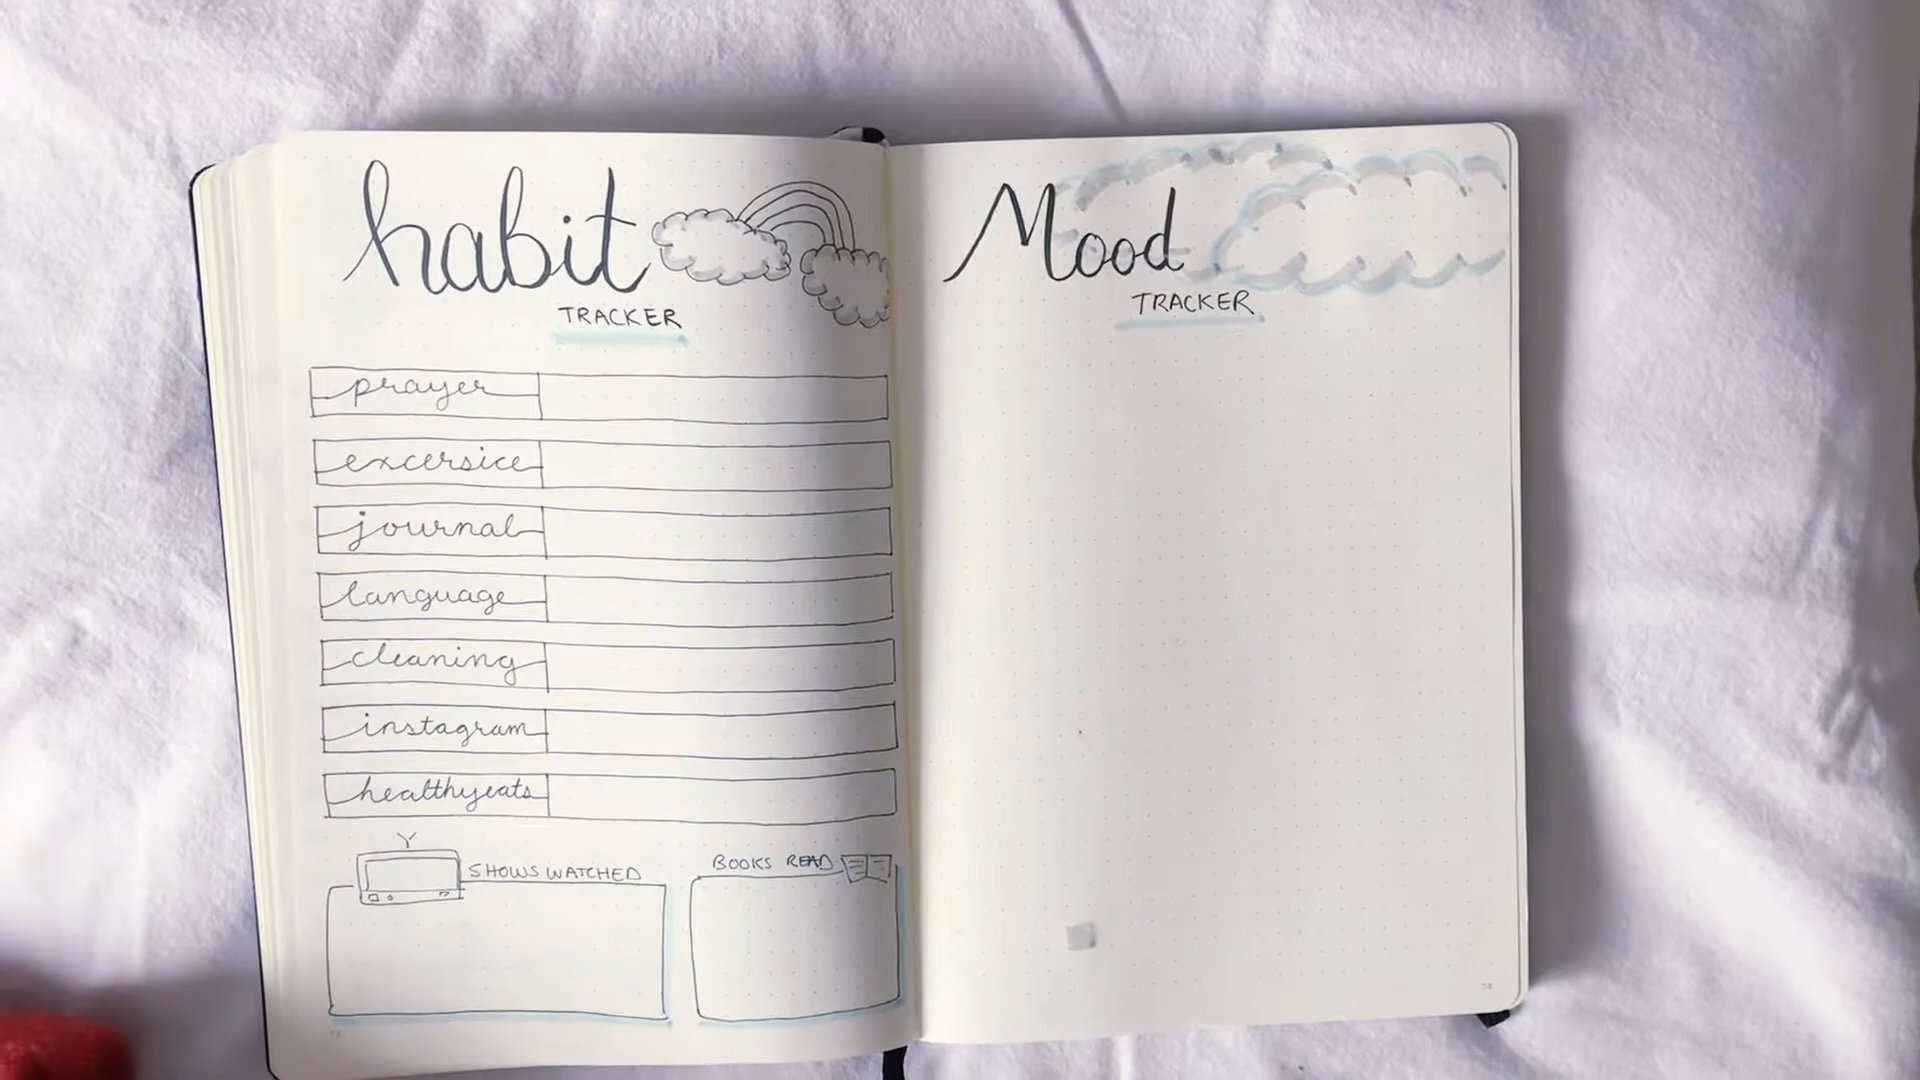 habit
TRACKER
prayer
excersice
journal
language
cleaning
instagram
healthyeats
SHOWS WATCHED
BOOKS READ
Mood
TRACKER